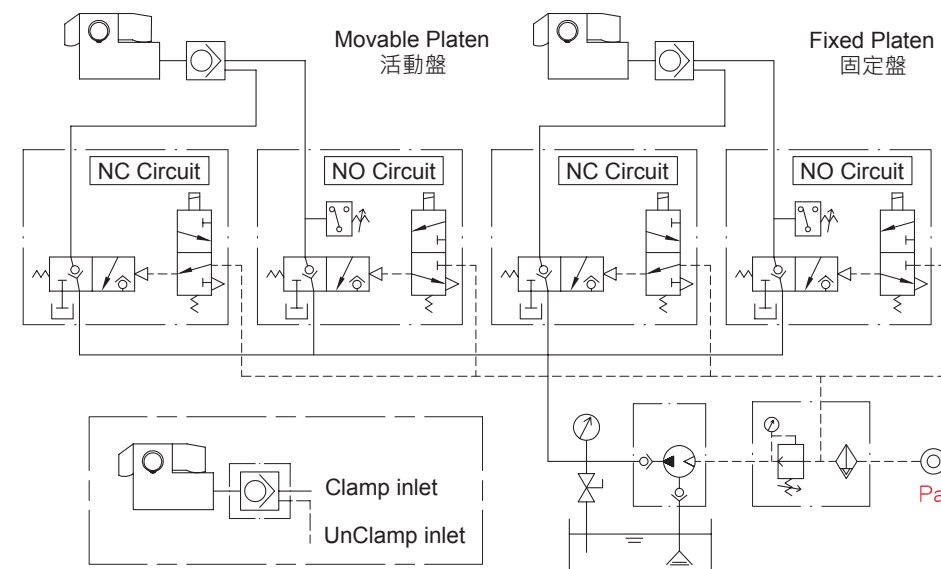 Movable Platen
活動盤
Fixed Platen
固定盤
NC Circuit
NO Circuit
NC Circuit
NO Circuit
Clamp inlet
UnClamp inlet
Pa